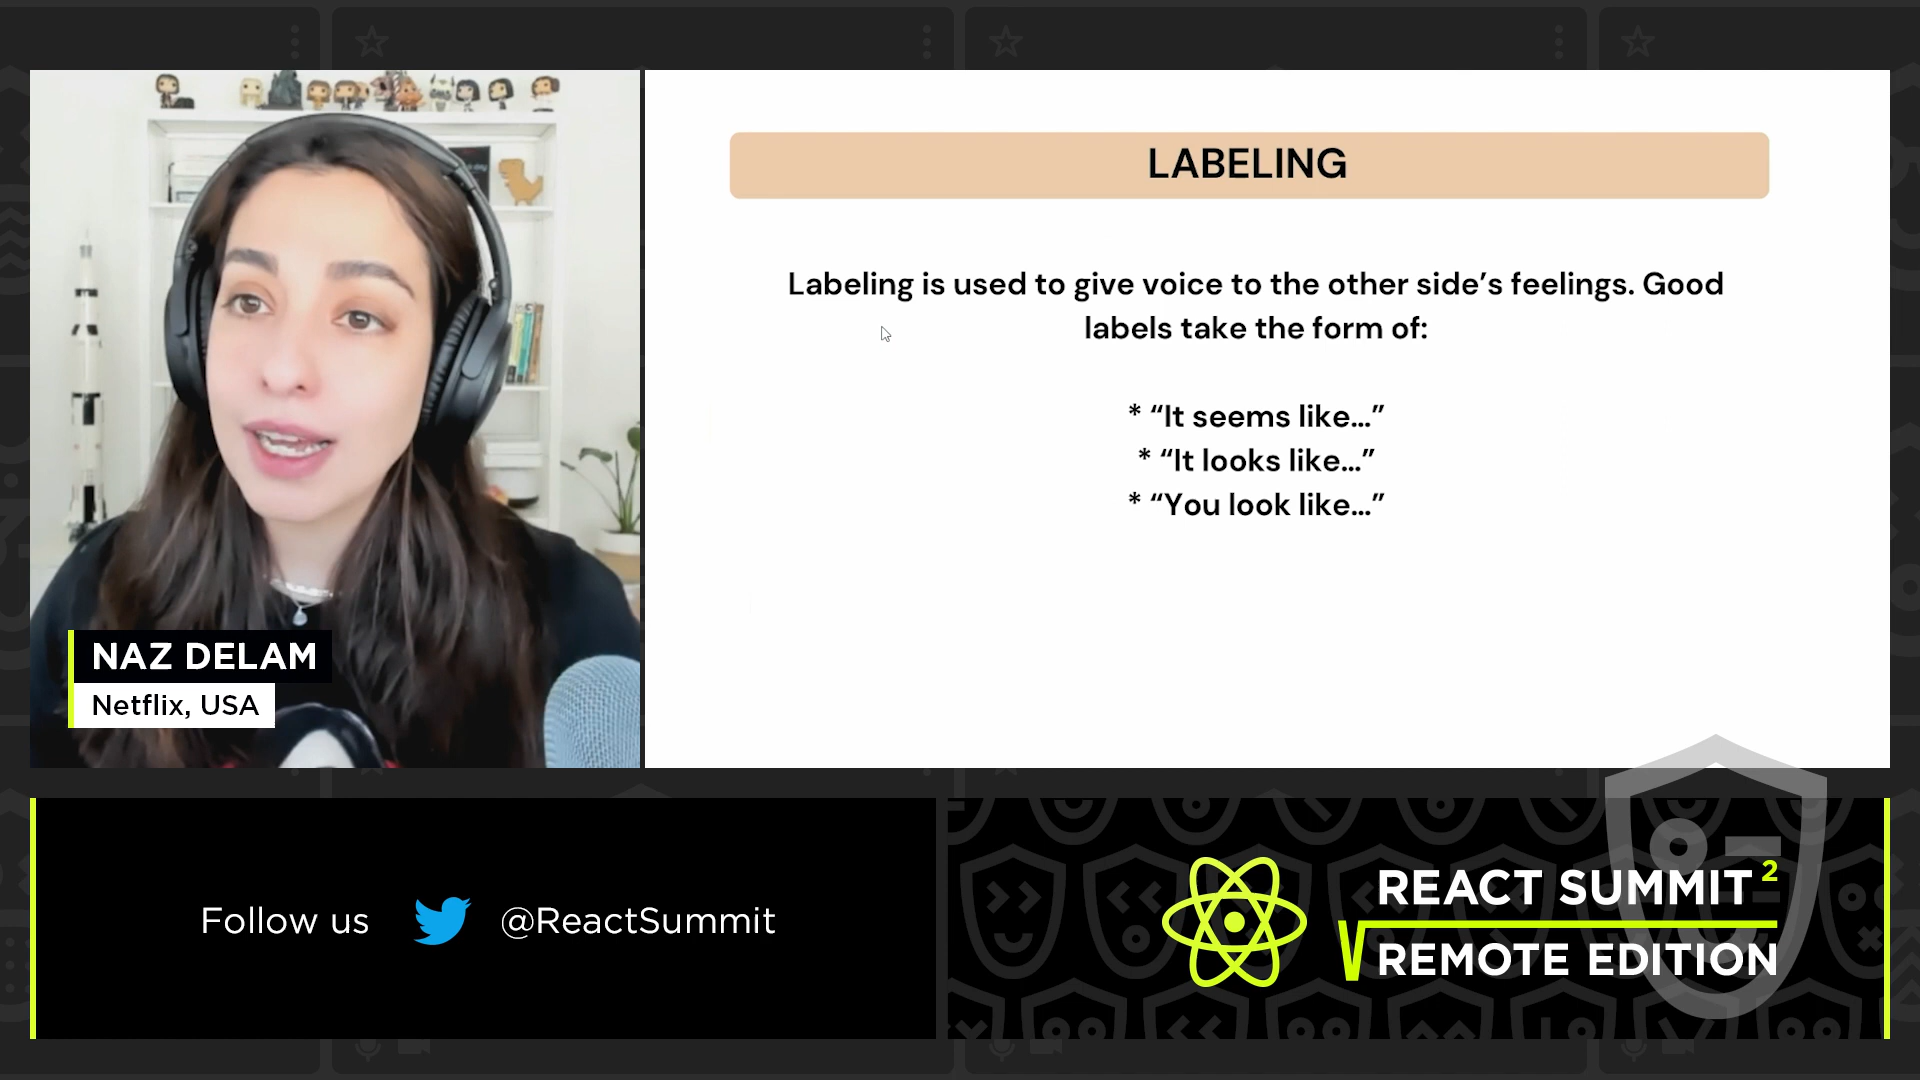 LABELING
Labeling is used to give voice to the other side’s feelings. Good
labels take the form of:
* “It seems like...”
* “It looks like...”
* “You look like...”
NAZ DELAM
Netflix, USA
Follow us @ReactSummit
REACT SUMMIT 2
REMOTE EDITION